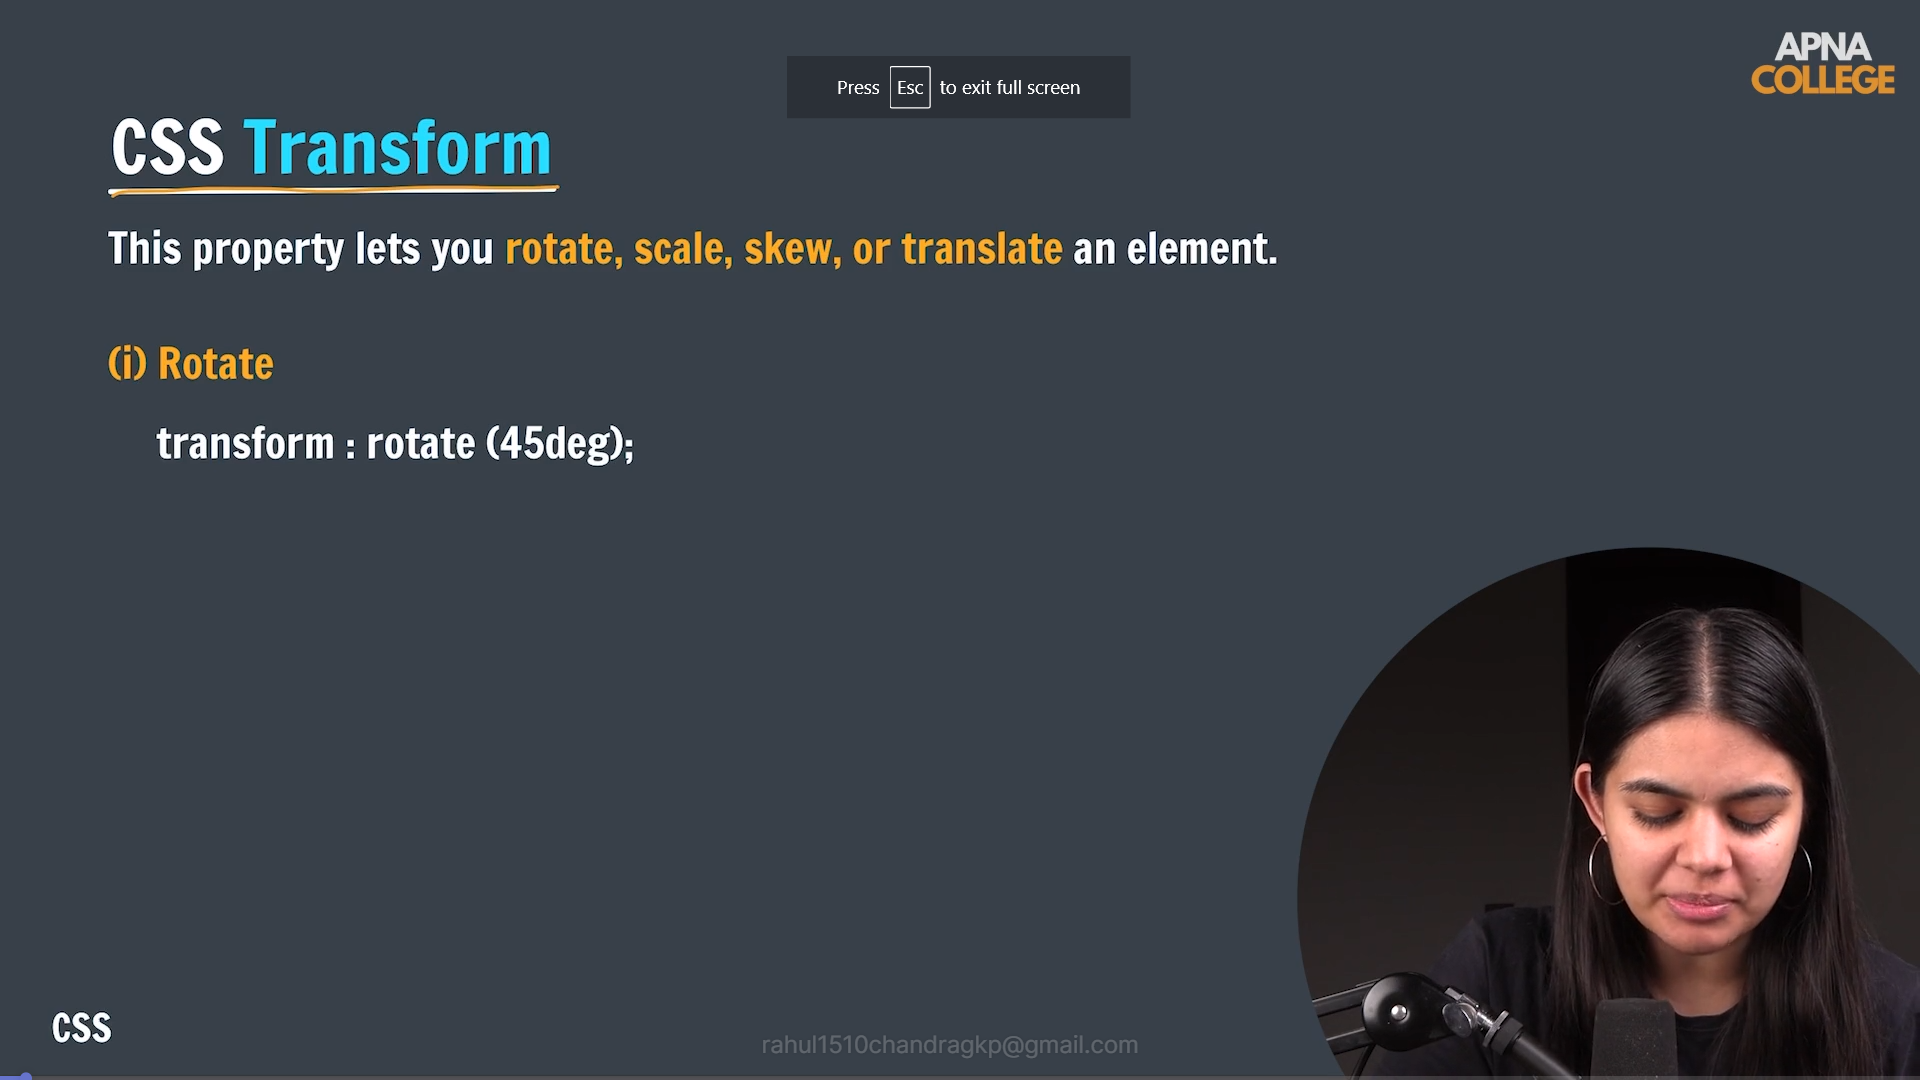 APNA
COLLEGE
Press Esc to exit full screen
CSS Transform
This property lets you rotate, scale, skew, or translate an element.
(i) Rotate
transform : rotate (45deg);
CSS
rahul1510chandragkp@gmail.com